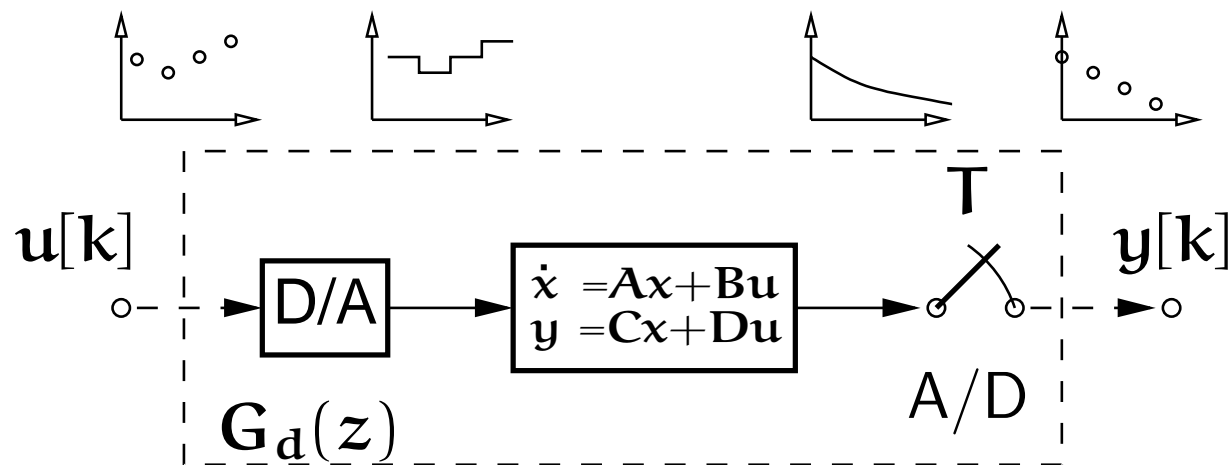 T
u[k]
y[k]
D/A
ẋ =Ax+Bu
y =Cx+Du
A/D
G_d(z)